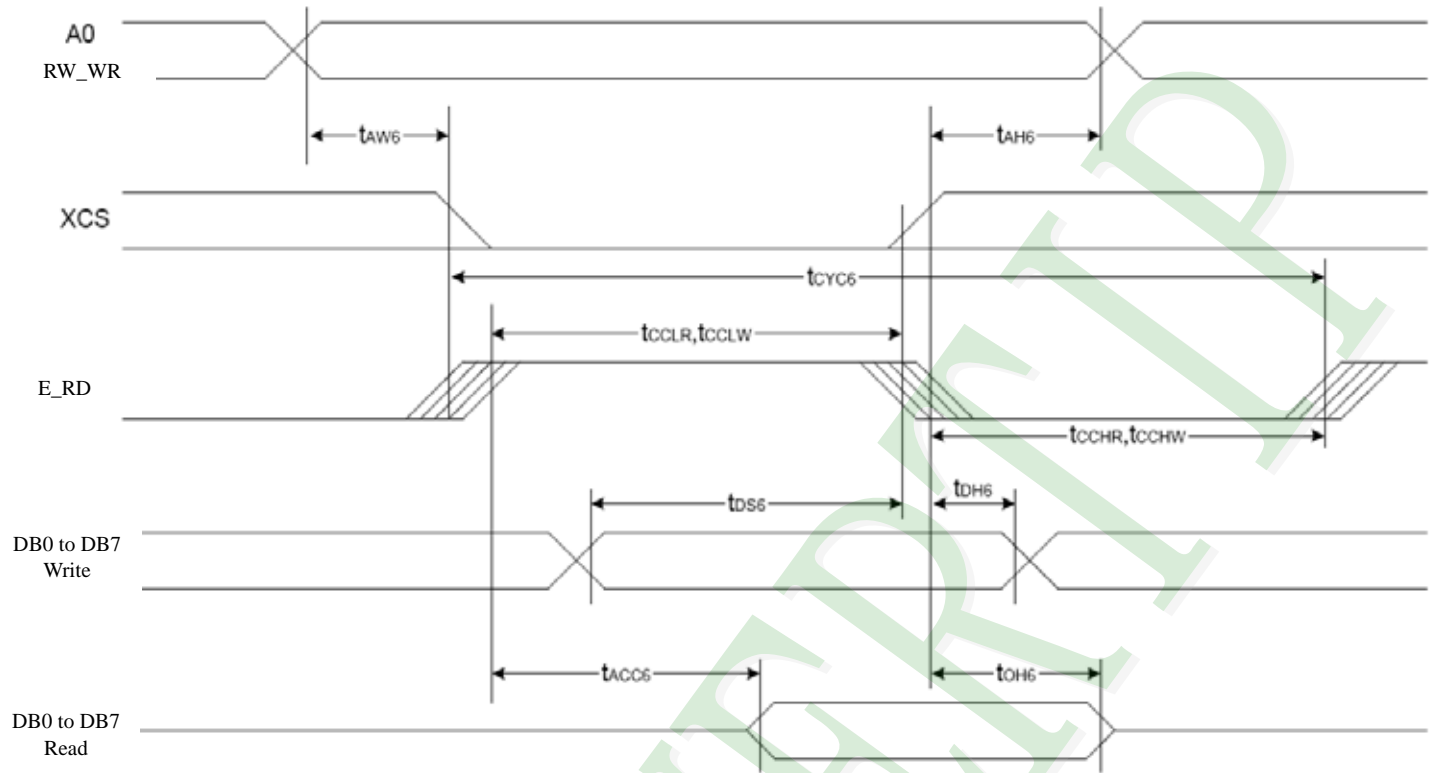 A0
RW_WR
tAW6
tAH6
XCS
tCYC6
tCCLR,tCCLW
E_RD
tCCHR,tCCHW
tDS6
tDH6
DB0 to DB7
Write
tACC6
tOH6
DB0 to DB7
Read